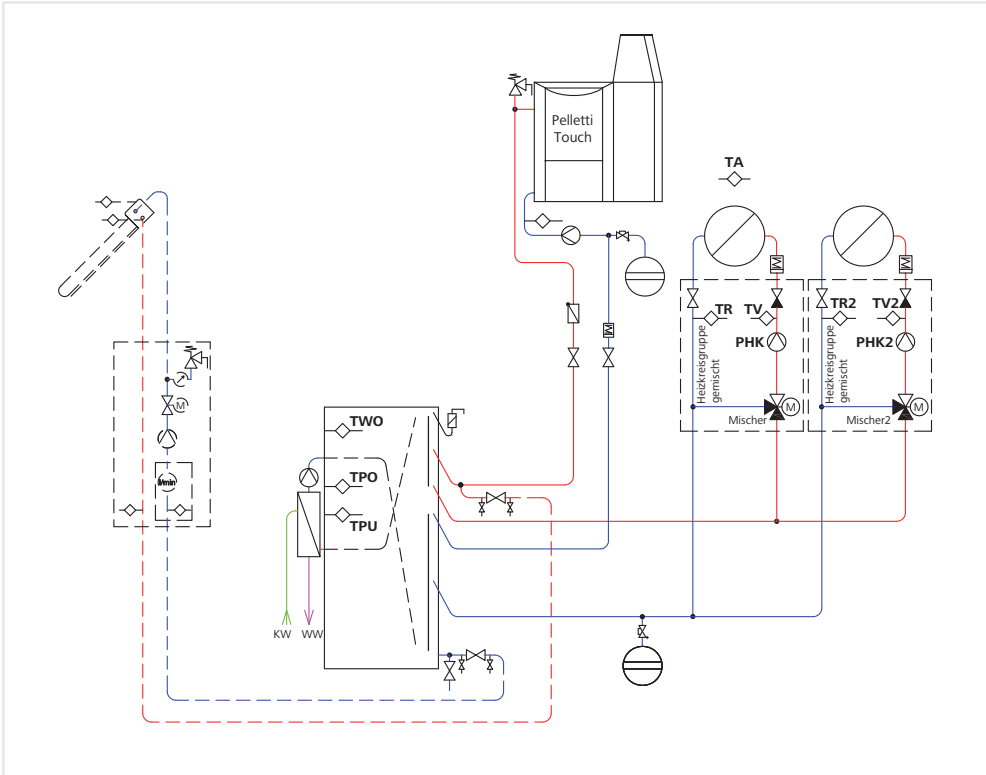 Pelletti
Touch
TA
TR
TV
TR2
TV2
PHK
PHK2
Heizkreisgruppe
gemischt
Heizkreisgruppe
gemischt
M
Mischer
M
Mischer2
M
l/min
TWO
TPO
TPU
KW
WW